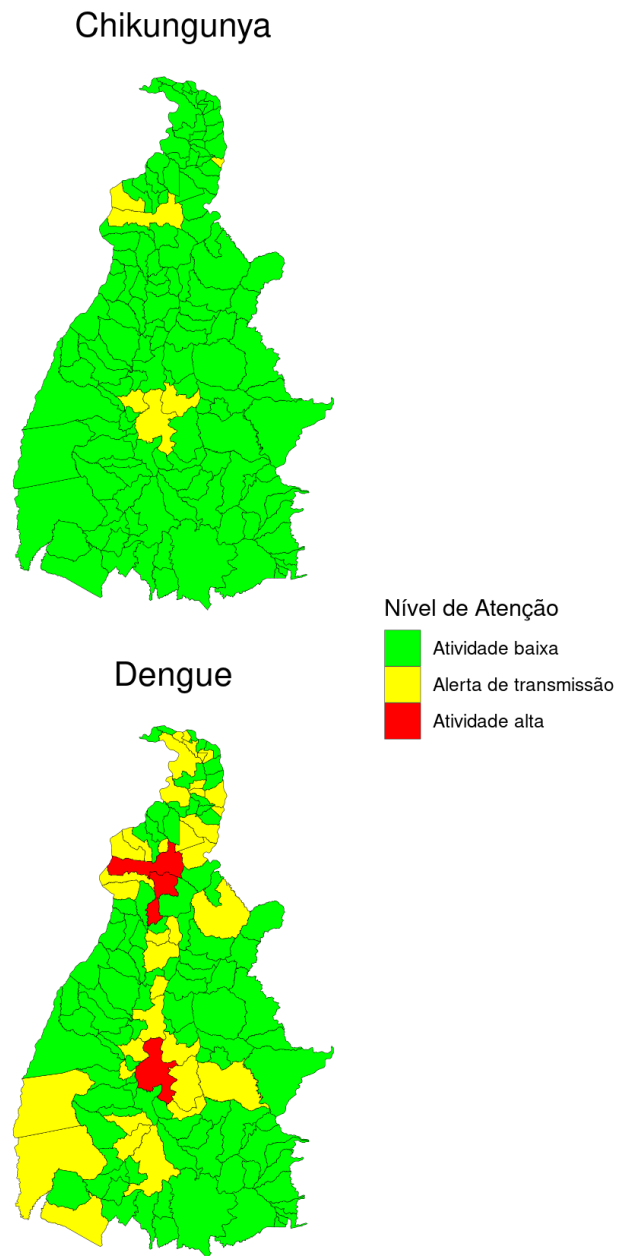 Chikungunya
Nível de Atenção
Atividade baixa
Alerta de transmissão
Atividade alta
Dengue